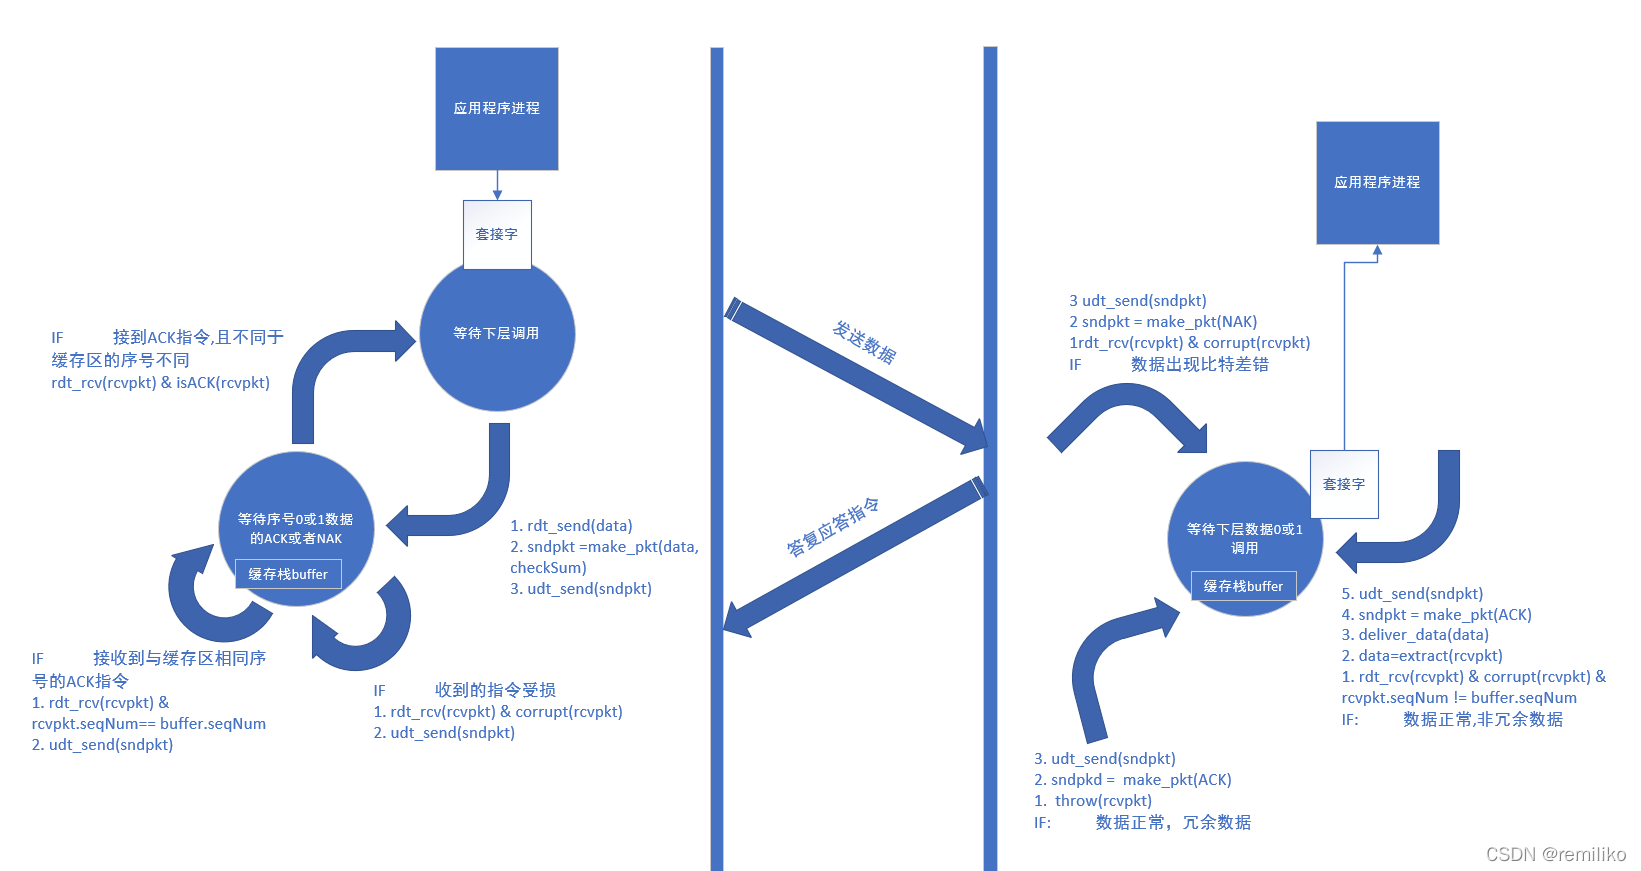 应用程序进程
套接字
等待下层调用
IF 接到ACK指令,且不同于
缓存区的序号不同
rdt_rcv(rcvpkt) & isACK(rcvpkt)
等待序号0或1数据
的ACK或者NAK
缓存栈buffer
1. rdt_send(data)
2. sndpkt =make_pkt(data,
checkSum)
3. udt_send(sndpkt)
IF 接收到与缓存区相同序
号的ACK指令
1. rdt_rcv(rcvpkt) &
rcvpkt.seqNum== buffer.seqNum
2. udt_send(sndpkt)
IF 收到的指令受损
1. rdt_rcv(rcvpkt) & corrupt(rcvpkt)
2. udt_send(sndpkt)
发送数据
答复应答指令
应用程序进程
3 udt_send(sndpkt)
2 sndpkt = make_pkt(NAK)
1rdt_rcv(rcvpkt) & corrupt(rcvpkt)
IF 数据出现比特差错
套接字
等待下层数据0或1
调用
缓存栈buffer
5. udt_send(sndpkt)
4. sndpkt = make_pkt(ACK)
3. deliver_data(data)
2. data=extract(rcvpkt)
1. rdt_rcv(rcvpkt) & corrupt(rcvpkt) &
rcvpkt.seqNum != buffer.seqNum
IF: 数据正常,非冗余数据
3. udt_send(sndpkt)
2. sndpkd = make_pkt(ACK)
1. throw(rcvpkt)
IF: 数据正常，冗余数据
CSDN @remiliko